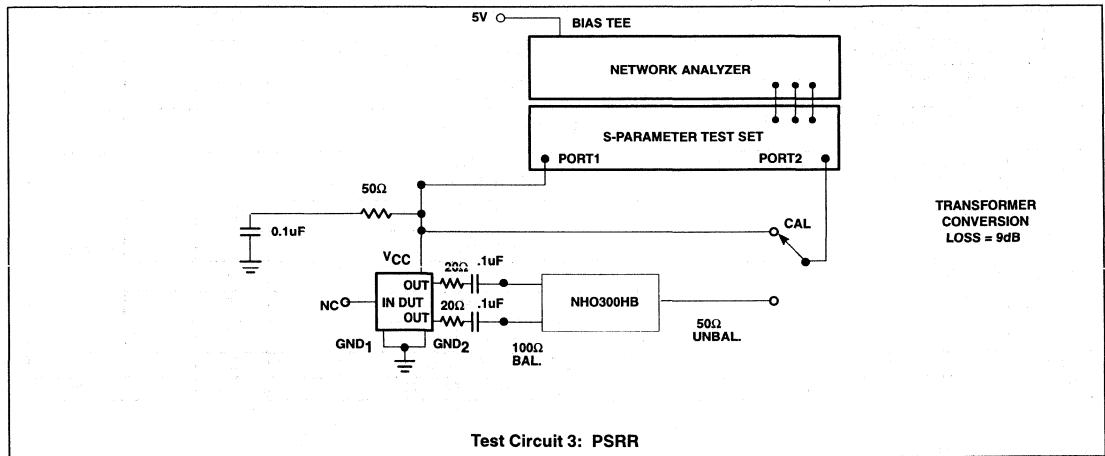 5V
BIAS TEE
NETWORK ANALYZER
S-PARAMETER TEST SET
PORT1
PORT2
50Ω
0.1uF
CAL
TRANSFORMER
CONVERSION
LOSS = 9dB
VCC
20Ω
.1uF
OUT
NC
IN DUT
20Ω
.1uF
OUT
NHO300HB
GND1
GND2
100Ω
BAL.
50Ω
UNBAL.
Test Circuit 3: PSRR